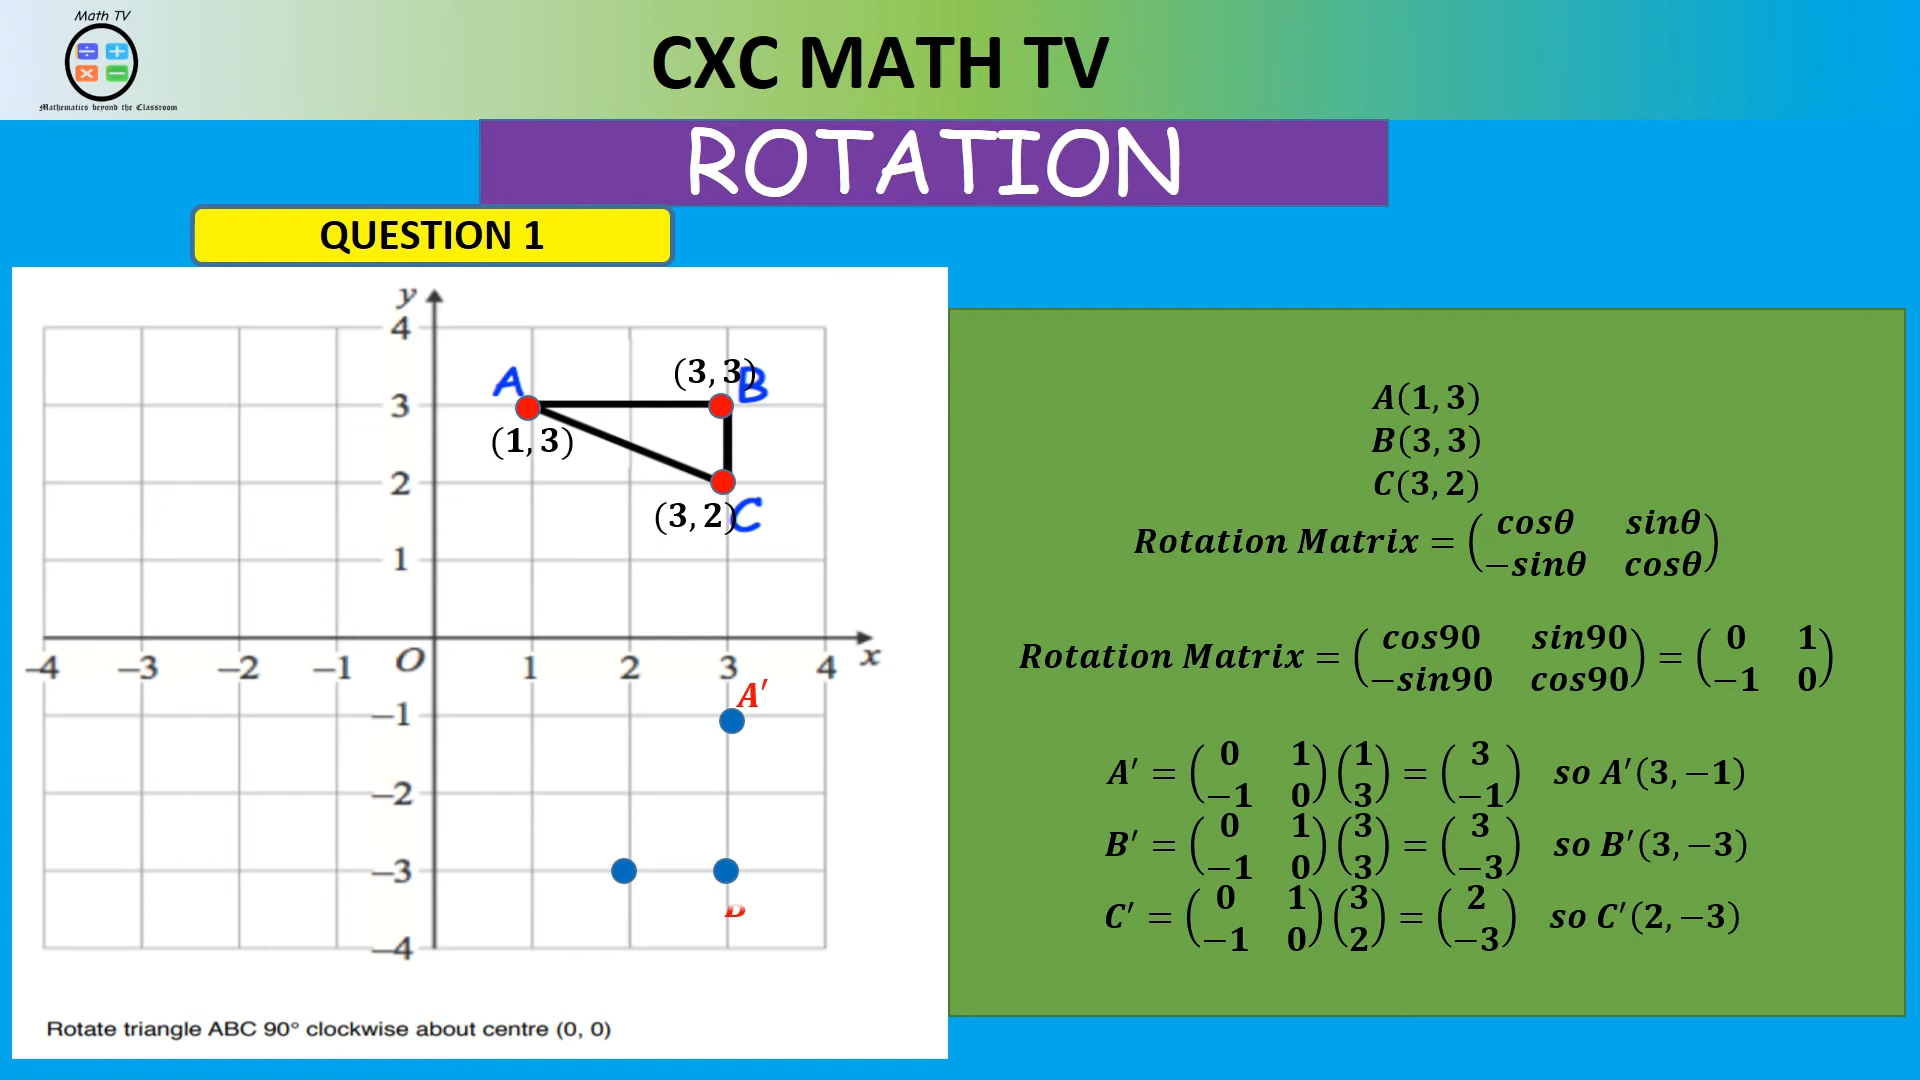 Math TV
Mathematics beyond the Classroom
CXC MATH TV
ROTATION
QUESTION 1
y
4
3
2
1
-4 -3 -2 -1 O 1 2 3 4 x
-1
-2
-3
-4
A
(1, 3)
(3, 3) B
(3, 2) C
A′
Rotate triangle ABC 90° clockwise about centre (0, 0)
A(1, 3)
B(3, 3)
C(3, 2)
Rotation Matrix = (cosθ sinθ
−sinθ cosθ)
Rotation Matrix = (cos90 sin90
−sin90 cos90) = (0 1
−1 0)
A′ = (0 1
−1 0)(1
3) = (3
−1) so A′(3, −1)
B′ = (0 1
−1 0)(3
3) = (3
−3) so B′(3, −3)
C′ = (0 1
−1 0)(3
2) = (2
−3) so C′(2, −3)